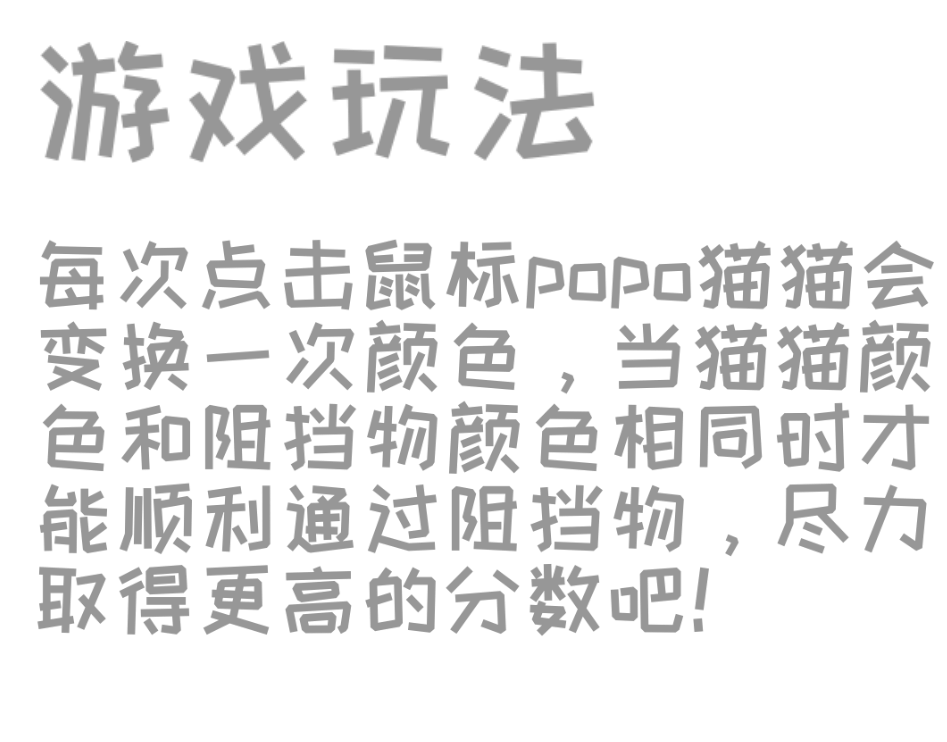 游戏玩法
每次点击鼠标popo猫猫会
变换一次颜色，当猫猫颜
色和阻挡物颜色相同时才
能顺利通过阻挡物，尽力
取得更高的分数吧!